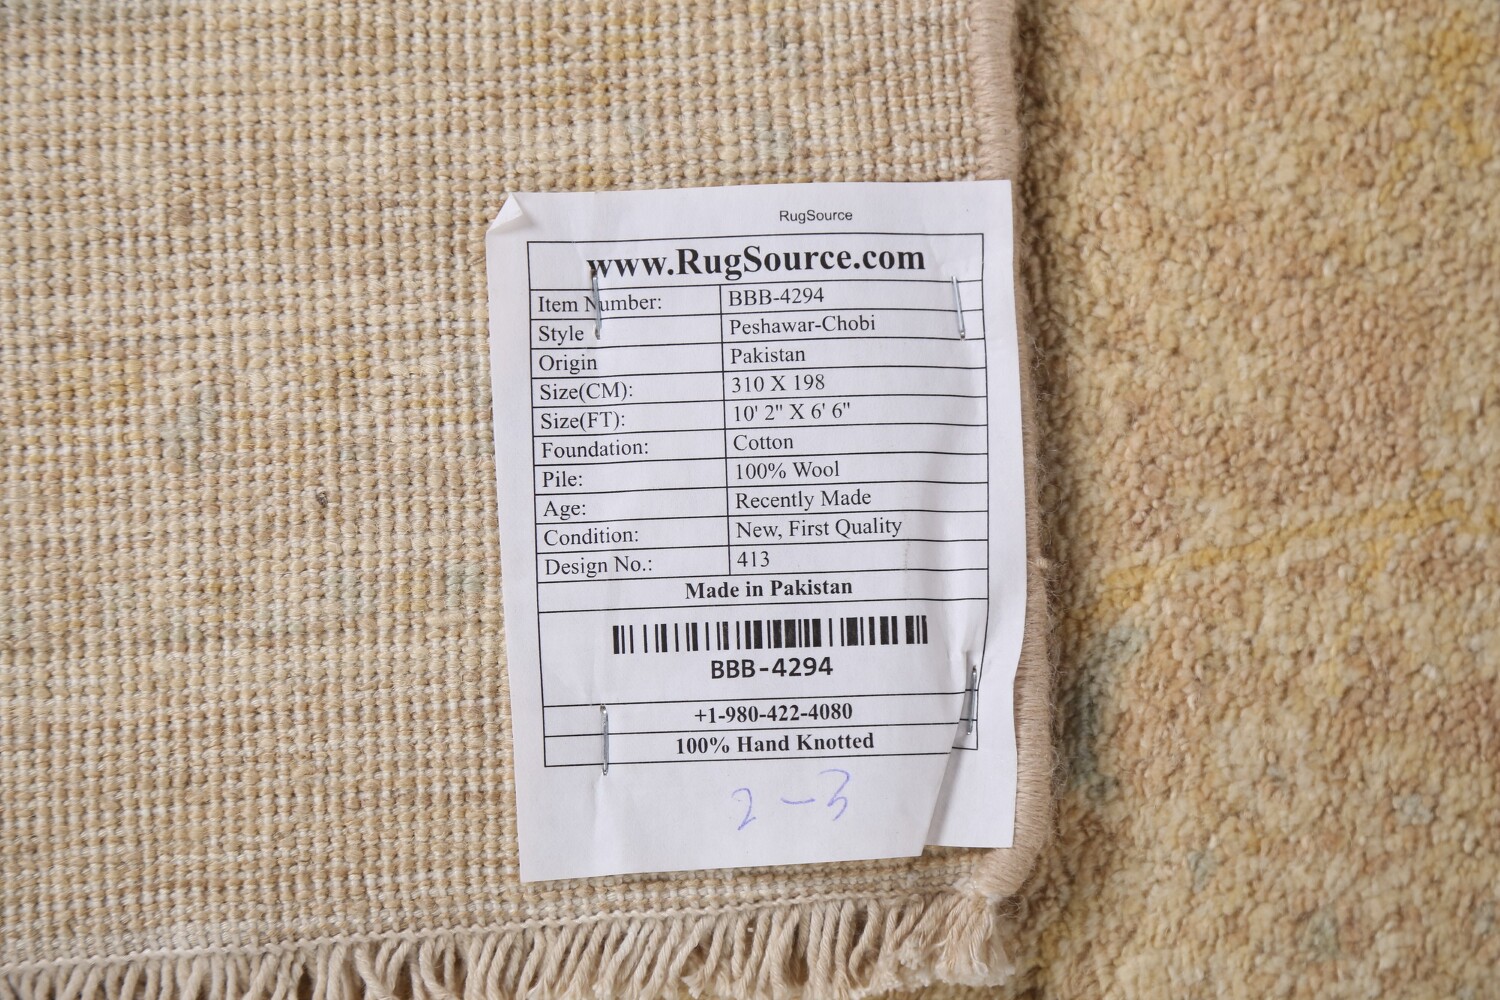 RugSource
www.RugSource.com
Item Number: BBB-4294
Style Peshawar-Chobi
Origin Pakistan
Size(CM): 310 X 198
Size(FT): 10' 2" X 6' 6"
Foundation: Cotton
Pile: 100% Wool
Age: Recently Made
Condition: New, First Quality
Design No.: 413
Made in Pakistan
BBB-4294
+1-980-422-4080
100% Hand Knotted
2-3